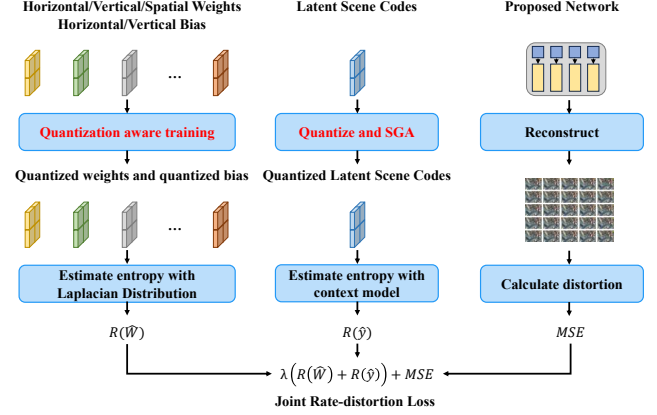 Horizontal/Vertical/Spatial Weights
Horizontal/Vertical Bias
Latent Scene Codes
Proposed Network
...
Quantization aware training
Quantize and SGA
Reconstruct
Quantized weights and quantized bias
Quantized Latent Scene Codes
...
Estimate entropy with
Laplacian Distribution
Estimate entropy with
context model
Calculate distortion
R(Ŵ)
R(ŷ)
MSE
λ(R(Ŵ) + R(ŷ)) + MSE
Joint Rate-distortion Loss